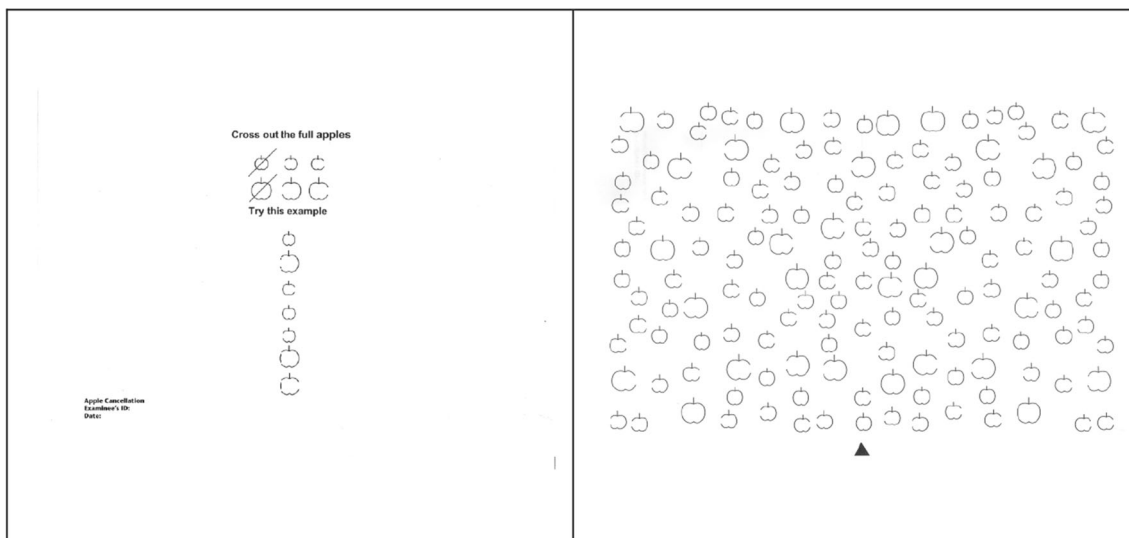 Cross out the full apples
Try this example
Apple Cancellation
Examinee's ID:
Date: